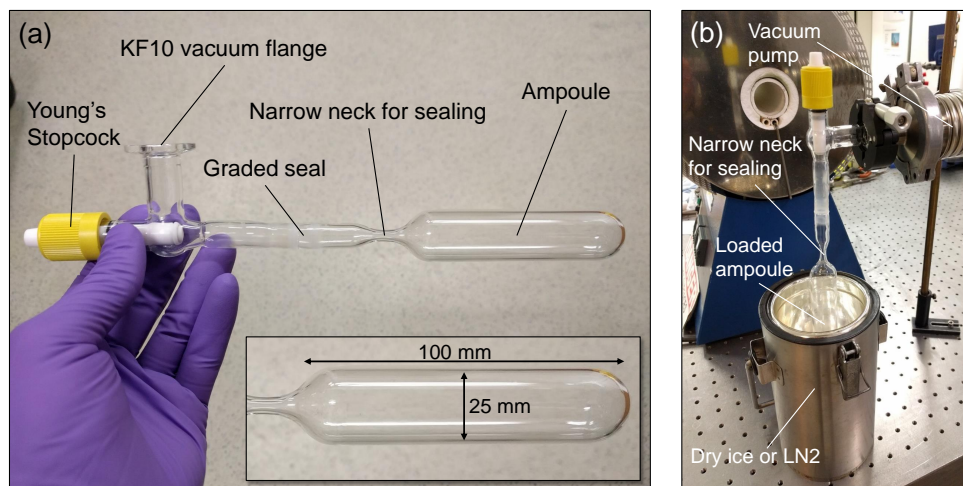 (a)
KF10 vacuum flange
Young's
Stopcock
Narrow neck for sealing
Ampoule
Graded seal
100 mm
25 mm
(b)
Vacuum
pump
Narrow neck
for sealing
Loaded
ampoule
Dry ice or LN2